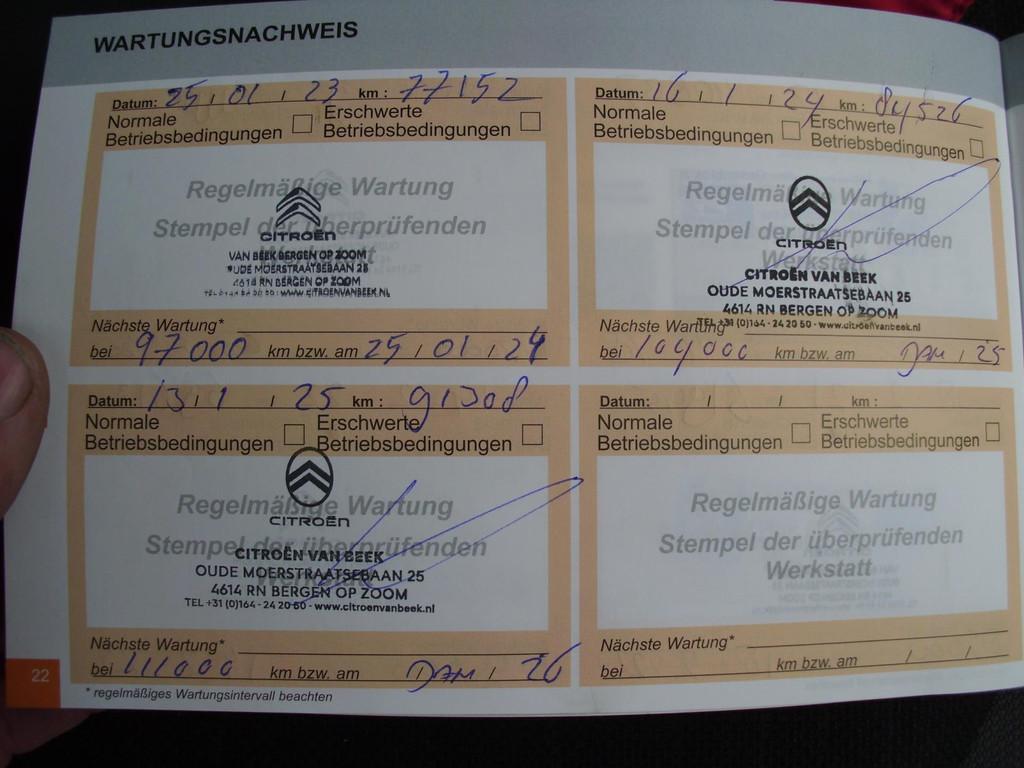 WARTUNGSNACHWEIS
Datum: 25 / 01 / 23 km : 77152
Normale Betriebsbedingungen
Erschwerte Betriebsbedingungen
Regelmäßige Wartung
Stempel der überprüfenden
Werkstatt
CITROËN
VAN BEEK BERGEN OP ZOOM
OUDE MOERSTRAATSEBAAN 25
4614 RN BERGEN OP ZOOM
WWW.CITROENVANBEEK.NL
Nächste Wartung*
bei 97000 km bzw. am 25 / 01 / 24
Datum: 16 / 1 / 24 km : 84526
Normale Betriebsbedingungen
Erschwerte Betriebsbedingungen
Regelmäßige Wartung
Stempel der überprüfenden
Werkstatt
CITROËN
CITROËN VAN BEEK
OUDE MOERSTRAATSEBAAN 25
4614 RN BERGEN OP ZOOM
TEL +31 (0)164 - 24 20 50 - www.citroenvanbeek.nl
Nächste Wartung*
bei 104000 km bzw. am Jan / 25
Datum: 13 / 1 / 25 km : 91308
Normale Betriebsbedingungen
Erschwerte Betriebsbedingungen
Regelmäßige Wartung
Stempel der überprüfenden
Werkstatt
CITROËN
CITROËN VAN BEEK
OUDE MOERSTRAATSEBAAN 25
4614 RN BERGEN OP ZOOM
TEL +31 (0)164 - 24 20 50 - www.citroenvanbeek.nl
Nächste Wartung*
bei 111000 km bzw. am Jan / 26
Datum: / / km :
Normale Betriebsbedingungen
Erschwerte Betriebsbedingungen
Regelmäßige Wartung
Stempel der überprüfenden
Werkstatt
Nächste Wartung*
bei km bzw. am / /
22
* regelmäßiges Wartungsintervall beachten